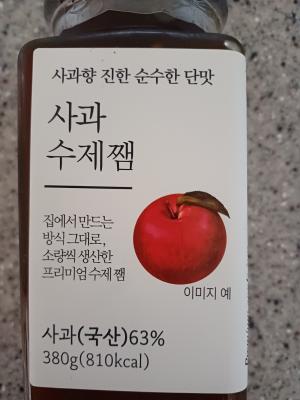 사과향 진한 순수한 단맛
사과
수제쨈
집에서 만드는
방식 그대로,
소량씩 생산한
프리미엄 수제 쨈
이미지 예
사과(국산)63%
380g(810kcal)